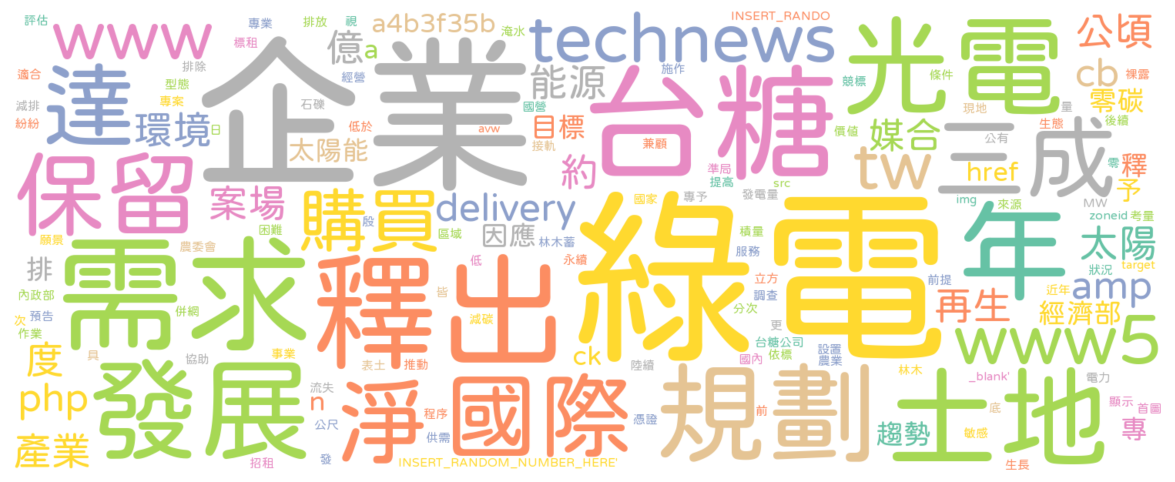 評估
專業
排放
視
a4b3f35b
淹水
INSERT_RANDO
www
標租
億
a
technews
光電
公頃
適合
排除
達
企業
能源
施作
台糖
競標
條件
cb
裸露
減排
型態
專案
經營
石礫
國營
現地
量
零碳
紛紛
環境
日
低於
avw
目標
兼顧
價值
媒合
公有
生態
後續
太陽能
接軌
三成
保留
約
準局
提高
tw
href
零
釋
予
案場
購買
delivery
國家
專予
src
發電量
img
來源
MW
願景
農委會
困難
殷
區域
因應
林木蓄
綠電
積量
服務
年
zoneid
考量
太陽
排
需求
釋出
低
永續
立方
調查
前提
狀況
target
內政部
皆
再生
近年
amp
次
預告
作業
併網
減碳
分次
更
台糖公司
經濟部
度
具
協助
事業
表土
推動
ck
陸續
國內
依標
設置
農業
林木
www5
php
發展
流失
n
淨
國際
規劃
前
_blank'
電力
土地
產業
公尺
程序
供需
憑證
底
趨勢
敏感
顯示
首圖
專
招租
發
INSERT_RANDOM_NUMBER_HERE'
生長